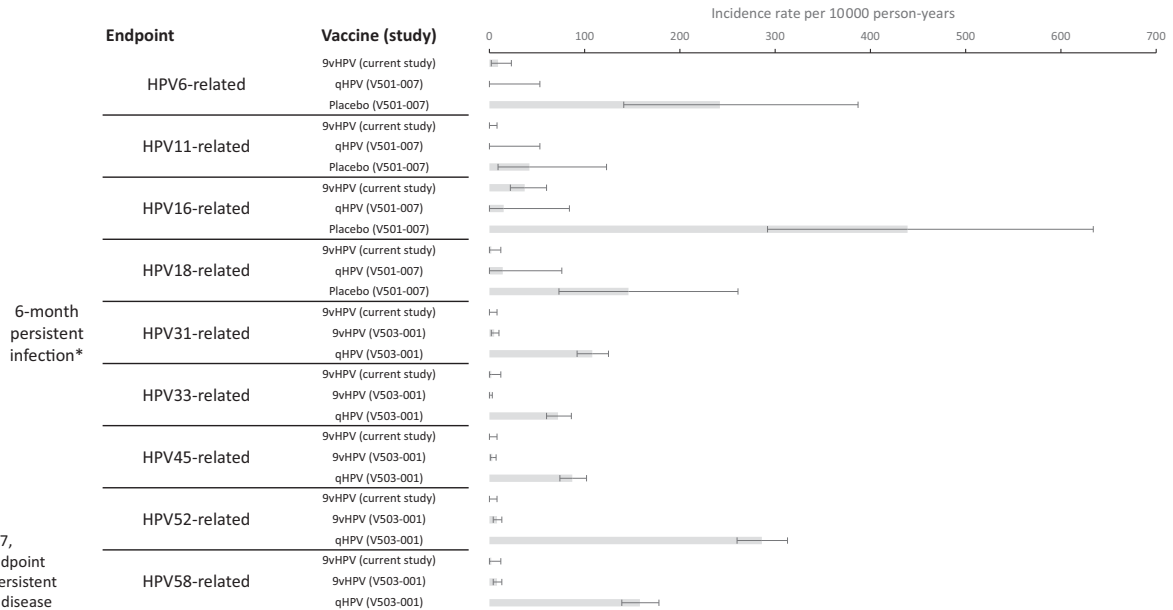 Incidence rate per 10000 person-years
Endpoint Vaccine (study) 0 100 200 300 400 500 600 700
9vHPV (current study)
HPV6-related qHPV (V501-007)
Placebo (V501-007)
9vHPV (current study)
HPV11-related qHPV (V501-007)
Placebo (V501-007)
9vHPV (current study)
HPV16-related qHPV (V501-007)
Placebo (V501-007)
9vHPV (current study)
HPV18-related qHPV (V501-007)
Placebo (V501-007)
6-month
persistent
infection*
9vHPV (current study)
HPV31-related 9vHPV (V503-001)
qHPV (V503-001)
9vHPV (current study)
HPV33-related 9vHPV (V503-001)
qHPV (V503-001)
9vHPV (current study)
HPV45-related 9vHPV (V503-001)
qHPV (V503-001)
9vHPV (current study)
HPV52-related 9vHPV (V503-001)
qHPV (V503-001)
7,
dpoint
ersistent
disease
9vHPV (current study)
HPV58-related 9vHPV (V503-001)
qHPV (V503-001)